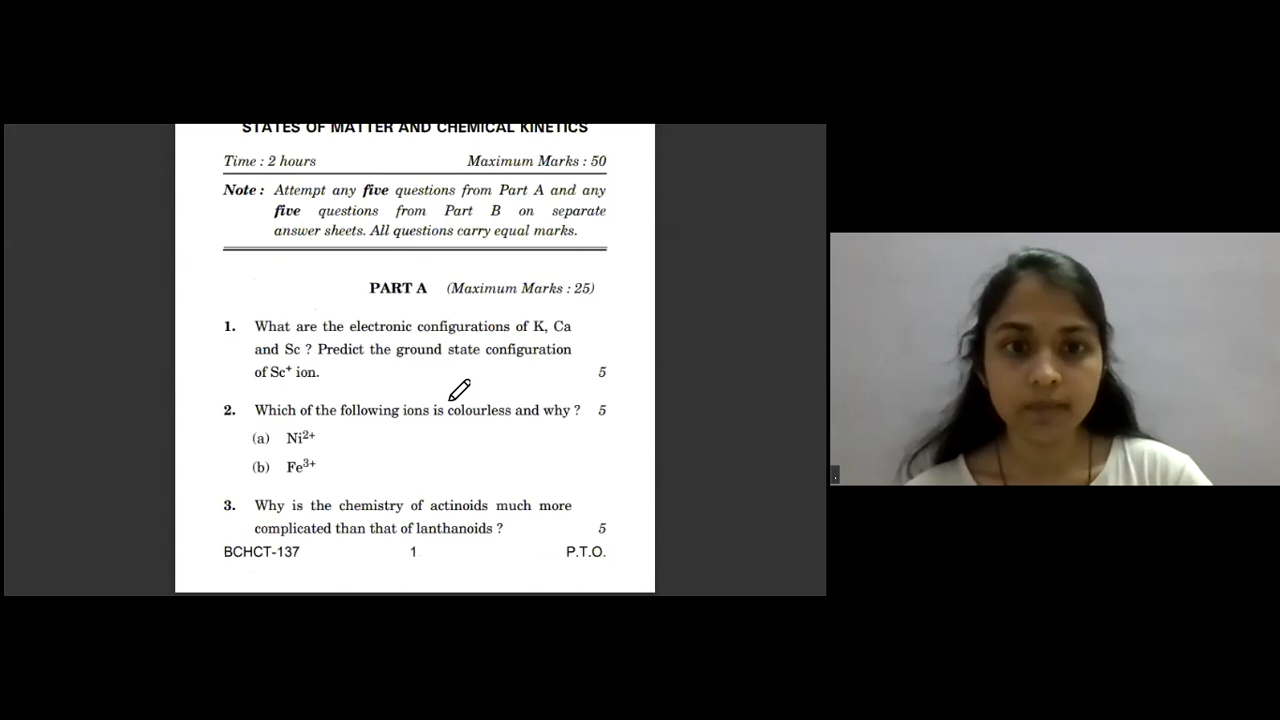 STATES OF MATTER AND CHEMICAL KINETICS
Time : 2 hours Maximum Marks : 50
Note : Attempt any five questions from Part A and any
five questions from Part B on separate
answer sheets. All questions carry equal marks.
PART A (Maximum Marks : 25)
1. What are the electronic configurations of K, Ca
and Sc ? Predict the ground state configuration
of Sc⁺ ion. 5
2. Which of the following ions is colourless and why ? 5
(a) Ni²⁺
(b) Fe³⁺
3. Why is the chemistry of actinoids much more
complicated than that of lanthanoids ? 5
BCHCT-137 1 P.T.O.